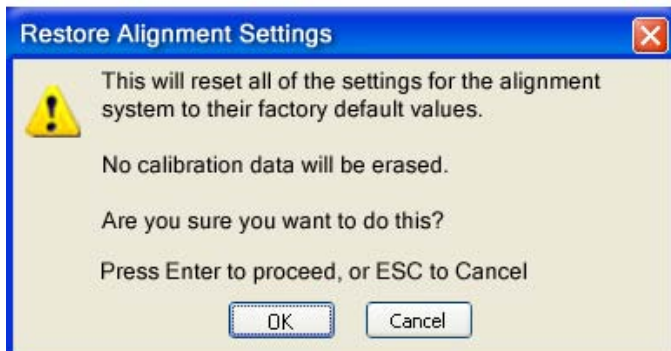 Restore Alignment Settings
This will reset all of the settings for the alignment
system to their factory default values.
No calibration data will be erased.
Are you sure you want to do this?
Press Enter to proceed, or ESC to Cancel
OK
Cancel